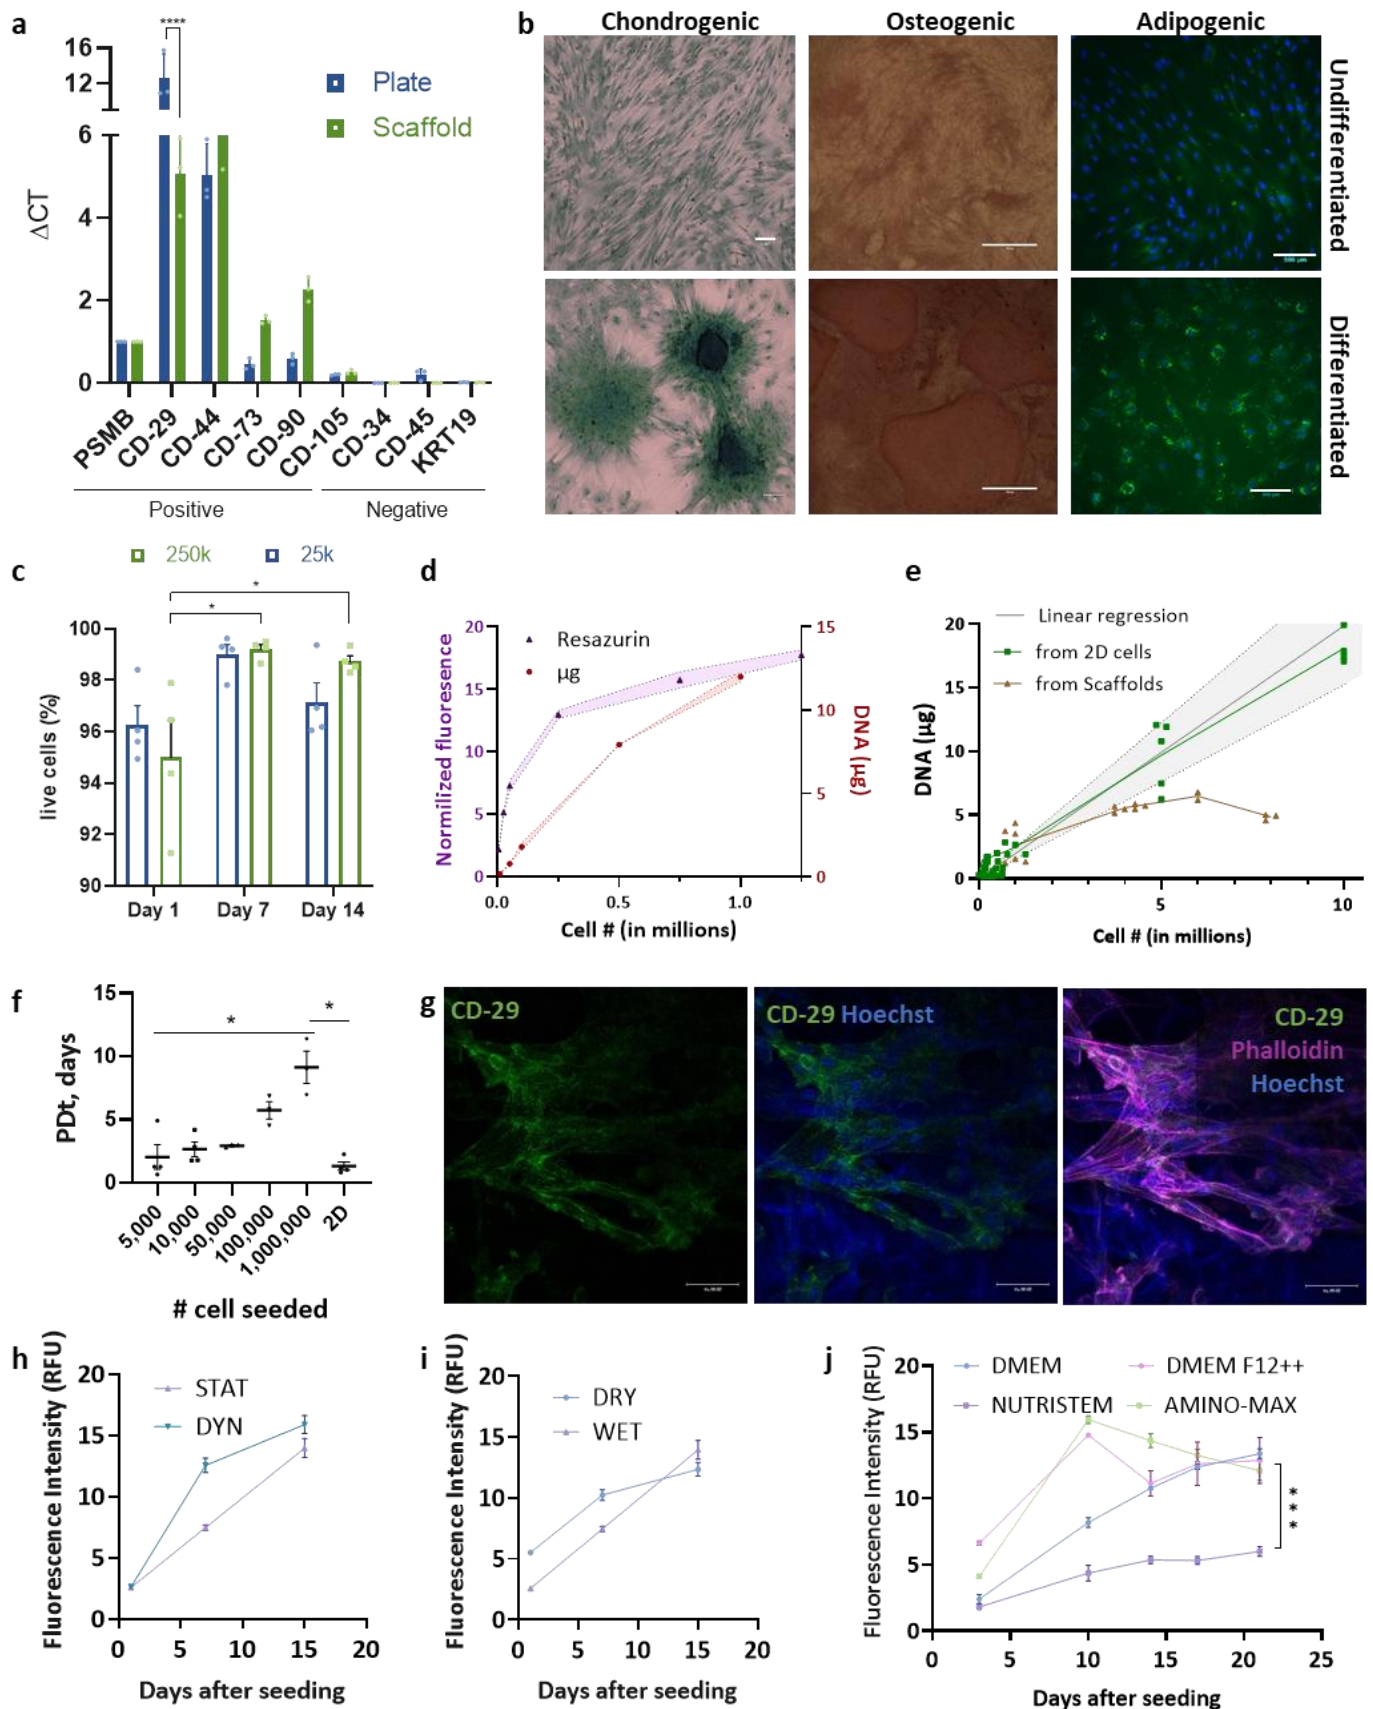 a
****
16
12
6
4
2
0
ΔCT
Plate
Scaffold
PSMB
CD-29
CD-44
CD-73
CD-90
CD-105
CD-34
CD-45
KRT19
Positive
Negative
b
Chondrogenic
Osteogenic
Adipogenic
Undifferentiated
Differentiated
c
250k
25k
*
*
100
98
96
94
92
90
live cells (%)
Day 1
Day 7
Day 14
d
Resazurin
µg
20
15
10
5
0
Normilized fluoresence
15
10
5
0
DNA (µg)
0.0
0.5
1.0
Cell # (in millions)
e
Linear regression
from 2D cells
from Scaffolds
20
15
10
5
0
DNA (µg)
0
5
10
Cell # (in millions)
f
15
10
5
0
PDt, days
*
*
5,000
10,000
50,000
100,000
1,000,000
2D
# cell seeded
g
CD-29
CD-29 Hoechst
CD-29
Phalloidin
Hoechst
h
Fluorescence Intensity (RFU)
20
15
10
5
0
STAT
DYN
0
5
10
15
20
Days after seeding
i
Fluorescence Intensity (RFU)
20
15
10
5
0
DRY
WET
0
5
10
15
20
Days after seeding
j
Fluorescence Intensity (RFU)
20
15
10
5
0
DMEM
DMEM F12++
NUTRISTEM
AMINO-MAX
***
0
5
10
15
20
25
Days after seeding